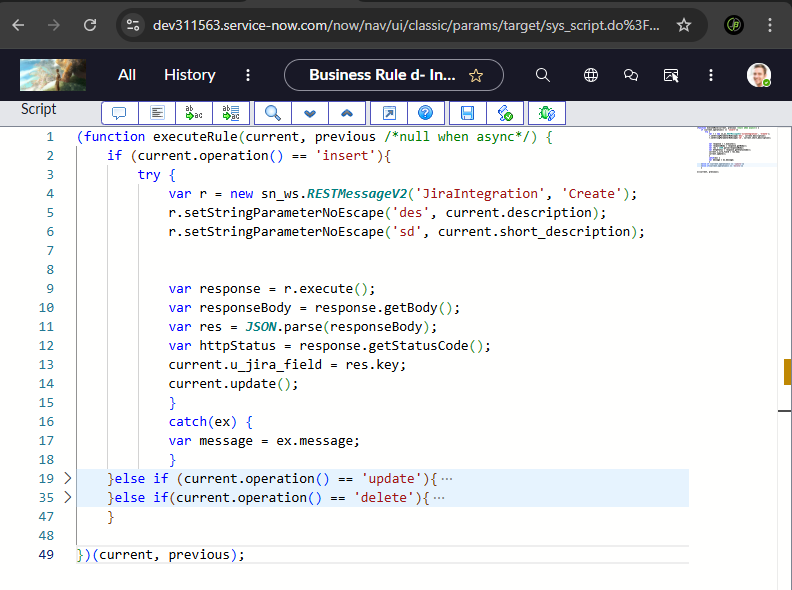 dev311563.service-now.com/now/nav/ui/classic/params/target/sys_script.do%3F...
All History Business Rule d- In...
Script
1 (function executeRule(current, previous /*null when async*/) {
2 if (current.operation() == 'insert'){
3 try {
4 var r = new sn_ws.RESTMessageV2('JiraIntegration', 'Create');
5 r.setStringParameterNoEscape('des', current.description);
6 r.setStringParameterNoEscape('sd', current.short_description);
7
8
9 var response = r.execute();
10 var responseBody = response.getBody();
11 var res = JSON.parse(responseBody);
12 var httpStatus = response.getStatusCode();
13 current.u_jira_field = res.key;
14 current.update();
15 }
16 catch(ex) {
17 var message = ex.message;
18 }
19 }else if (current.operation() == 'update'){ ···
35 }else if(current.operation() == 'delete'){ ···
47 }
48
49 })(current, previous);